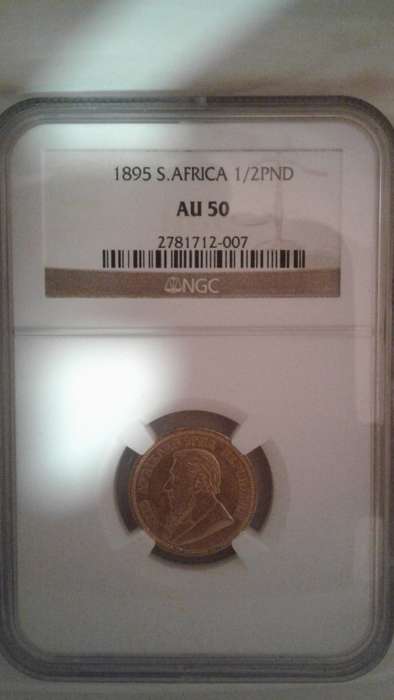 1895 S.AFRICA 1/2PND
AU 50
2781712-007
NGC